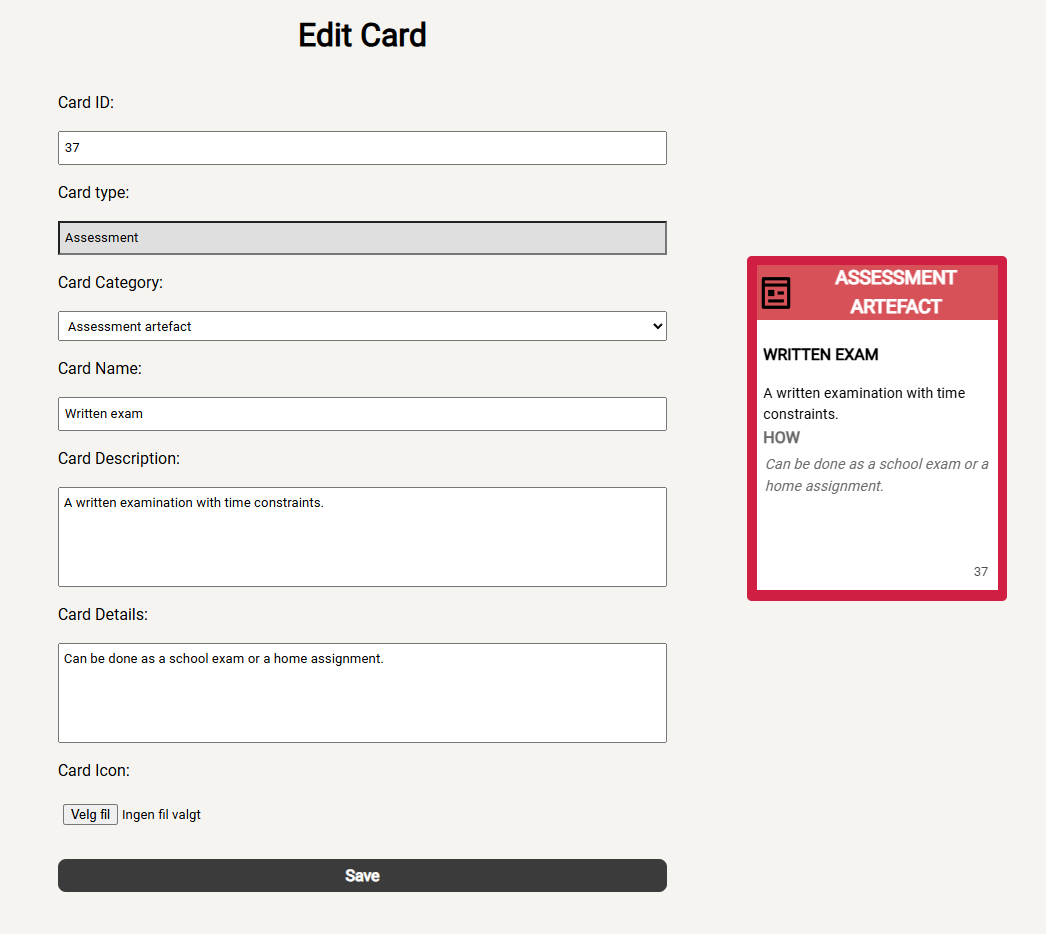 Edit Card
Card ID:
37
Card type:
Assessment
Card Category:
Assessment artefact
Card Name:
Written exam
Card Description:
A written examination with time constraints.
Card Details:
Can be done as a school exam or a home assignment.
Card Icon:
Velg fil Ingen fil valgt
Save
ASSESSMENT
ARTEFACT
WRITTEN EXAM
A written examination with time
constraints.
HOW
Can be done as a school exam or a
home assignment.
37